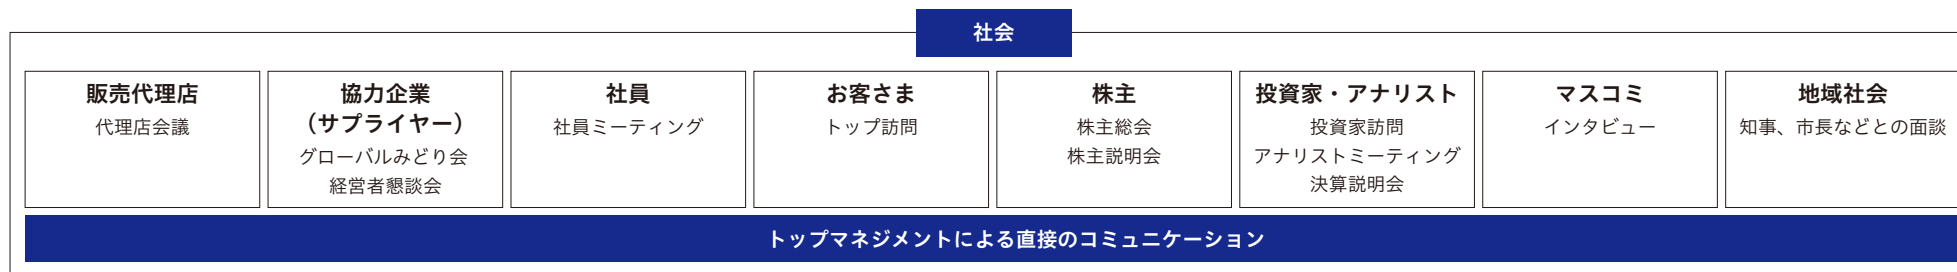 社会
販売代理店
代理店会議
協力企業
（サプライヤー）
グローバルみどり会
経営者懇談会
社員
社員ミーティング
お客さま
トップ訪問
株主
株主総会
株主説明会
投資家・アナリスト
投資家訪問
アナリストミーティング
決算説明会
マスコミ
インタビュー
地域社会
知事、市長などとの面談
トップマネジメントによる直接のコミュニケーション